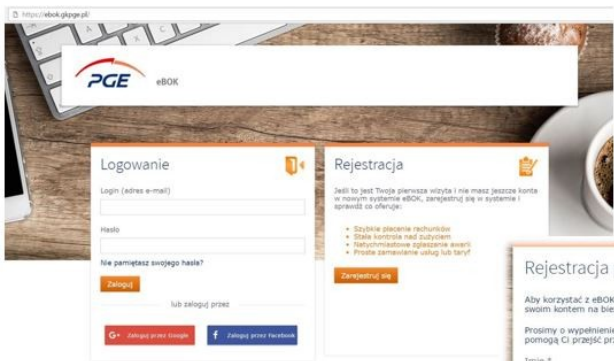 https://ebok.gkpge.pl/
PGE eBOK
Logowanie
Login (adres e-mail)
Hasło
Nie pamiętasz swojego hasła?
Zaloguj
lub zaloguj przez
G+ Zaloguj przez Google
f Zaloguj przez Facebook
Rejestracja
Jeśli to jest Twoja pierwsza wizyta i nie masz jeszcze konta
w nowym systemie eBOK, zarejestruj się w systemie i
sprawdź co oferuje:
• Szybkie płacenie rachunków
• Stała kontrola nad zużyciem
• Natychmiastowe zgłaszanie awarii
• Proste zamawianie usług lub taryf
Zarejestruj się
Rejestracja
Aby korzystać z eBOK
swoim kontem na bie
Prosimy o wypełnienie
pomogą Ci przejść prz
Imię *